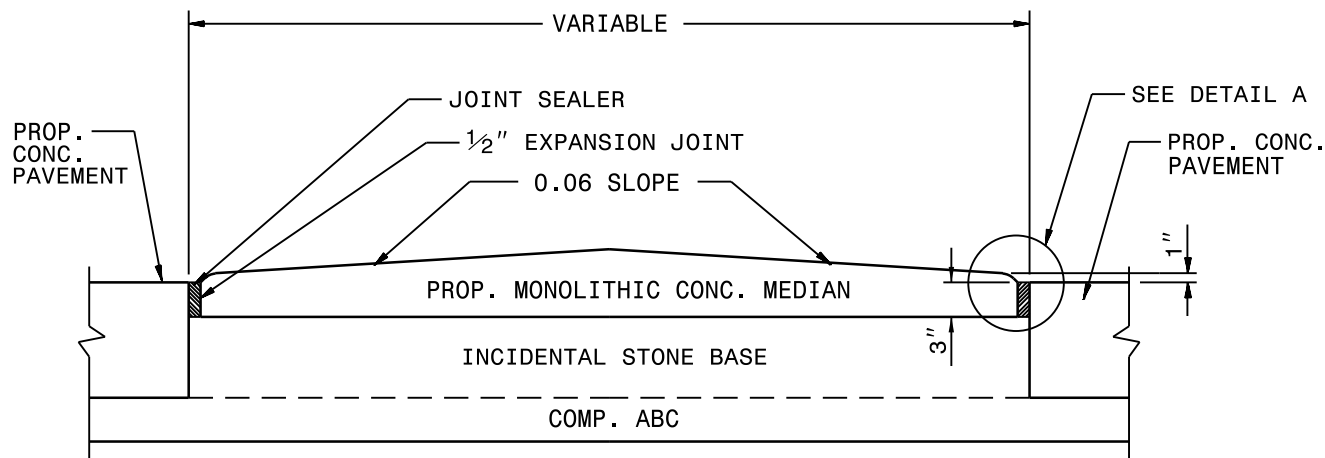 VARIABLE
JOINT SEALER
SEE DETAIL A
PROP.
CONC.
PAVEMENT
½" EXPANSION JOINT
PROP. CONC.
PAVEMENT
0.06 SLOPE
1"
PROP. MONOLITHIC CONC. MEDIAN
3"
INCIDENTAL STONE BASE
COMP. ABC